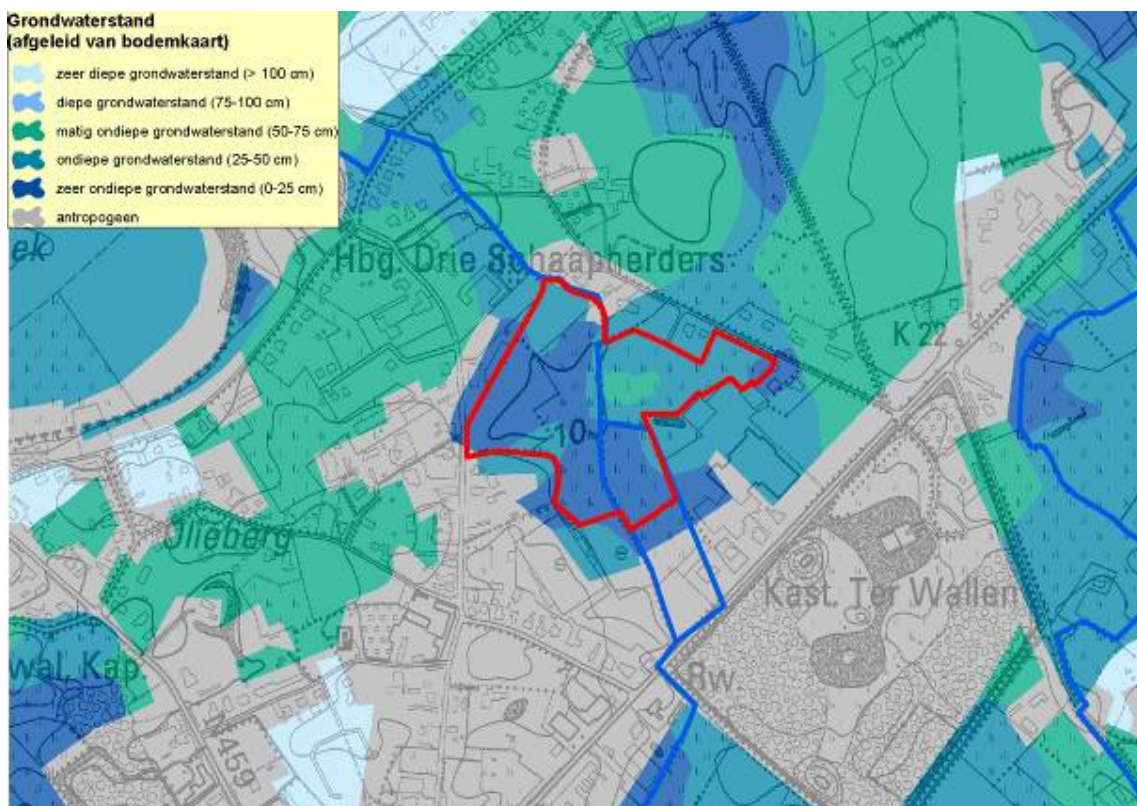 Grondwaterstand
(afgeleid van bodemkaart)
zeer diepe grondwaterstand (> 100 cm)
diepe grondwaterstand (75-100 cm)
matig ondiepe grondwaterstand (50-75 cm)
ondiepe grondwaterstand (25-50 cm)
zeer ondiepe grondwaterstand (0-25 cm)
antropogeen
ek
Hbg. Drie Schaapherders
K 22
10
Jlieberg
Kast. Ter Wallen
wal. Kap.
Rw.
N459